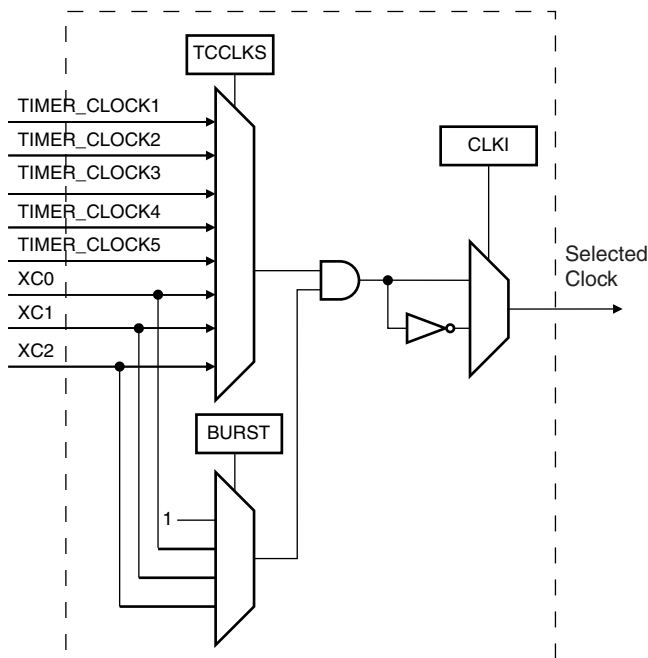 TCCLKS
TIMER_CLOCK1
TIMER_CLOCK2
TIMER_CLOCK3
TIMER_CLOCK4
TIMER_CLOCK5
XC0
XC1
XC2
CLKI
Selected
Clock
BURST
1